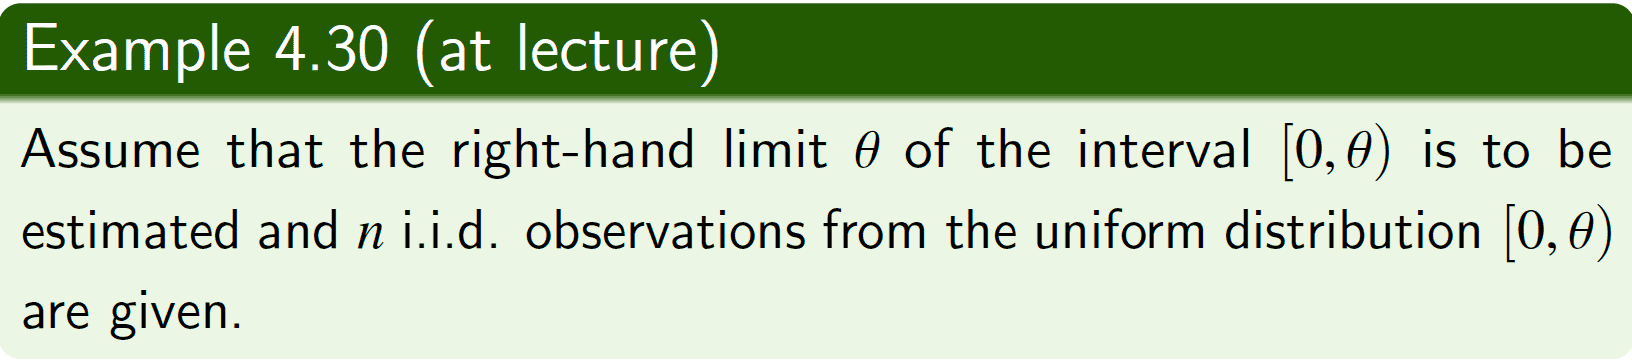 Example 4.30 (at lecture)
Assume that the right-hand limit θ of the interval [0, θ) is to be
estimated and n i.i.d. observations from the uniform distribution [0, θ)
are given.